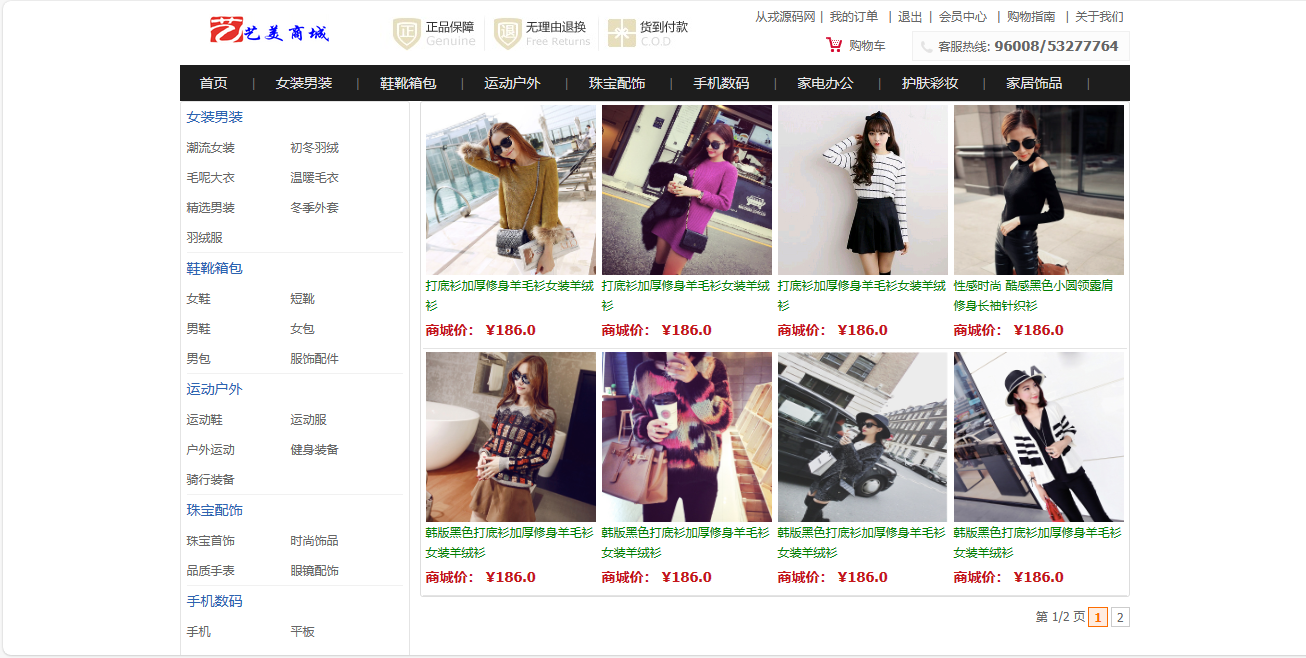 艺美商城
正品保障
Genuine
无理由退换
Free Returns
货到付款
C.O.D
从戎源码网 | 我的订单 | 退出 | 会员中心 | 购物指南 | 关于我们
购物车
客服热线: 96008/53277764
首页 | 女装男装 | 鞋靴箱包 | 运动户外 | 珠宝配饰 | 手机数码 | 家电办公 | 护肤彩妆 | 家居饰品 |
女装男装
潮流女装 初冬羽绒
毛呢大衣 温暖毛衣
精选男装 冬季外套
羽绒服
鞋靴箱包
女鞋 短靴
男鞋 女包
男包 服饰配件
运动户外
运动鞋 运动服
户外运动 健身装备
骑行装备
珠宝配饰
珠宝首饰 时尚饰品
品质手表 眼镜配饰
手机数码
手机 平板
打底衫加厚修身羊毛衫女装羊绒
衫
商城价： ¥186.0
打底衫加厚修身羊毛衫女装羊绒
衫
商城价： ¥186.0
打底衫加厚修身羊毛衫女装羊绒
衫
商城价： ¥186.0
性感时尚 酷感黑色小圆领露肩
修身长袖针织衫
商城价： ¥186.0
韩版黑色打底衫加厚修身羊毛衫
女装羊绒衫
商城价： ¥186.0
韩版黑色打底衫加厚修身羊毛衫
女装羊绒衫
商城价： ¥186.0
韩版黑色打底衫加厚修身羊毛衫
女装羊绒衫
商城价： ¥186.0
韩版黑色打底衫加厚修身羊毛衫
女装羊绒衫
商城价： ¥186.0
第 1/2 页 1 2